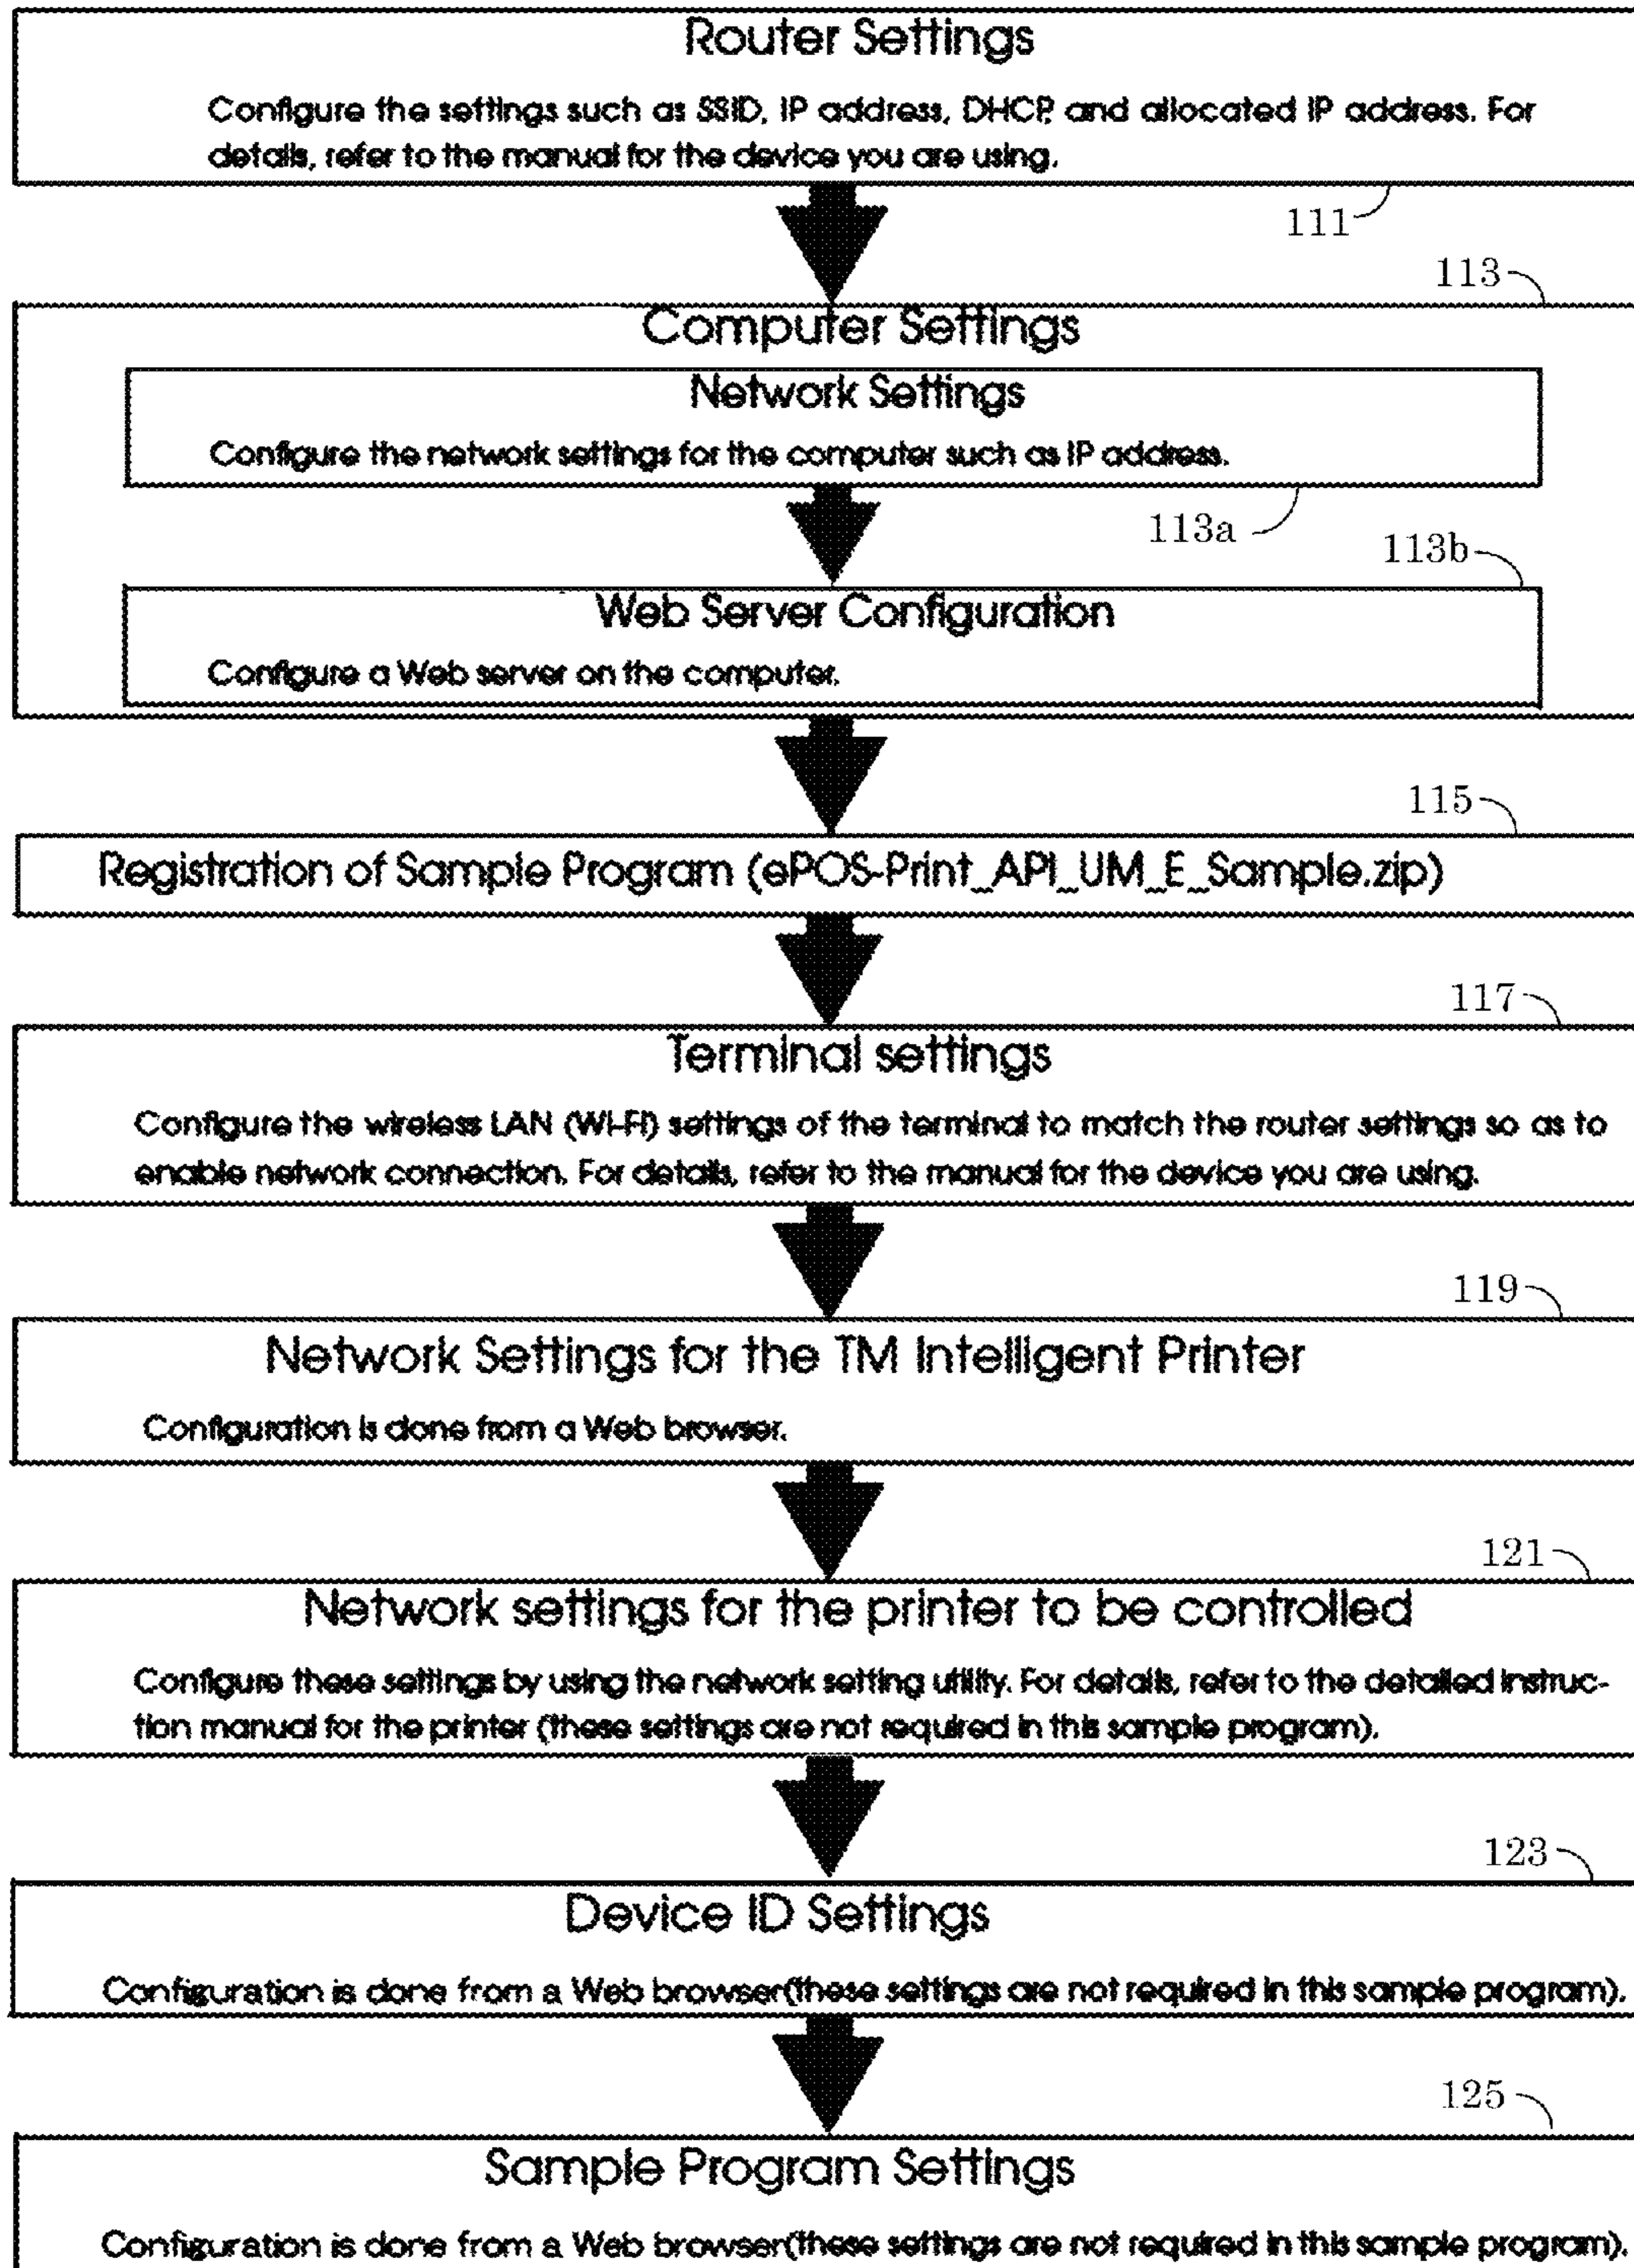 Router Settings
Configure the settings such as SSID, IP address, DHCP, and allocated IP address. For
details, refer to the manual for the device you are using.
111
113
Computer Settings
Network Settings
Configure the network settings for the computer such as IP address.
113a
113b
Web Server Configuration
Configure a Web server on the computer.
115
Registration of Sample Program (ePOS-Print_API_UM_E_Sample.zip)
117
Terminal settings
Configure the wireless LAN (Wi-Fi) settings of the terminal to match the router settings so as to
enable network connection. For details, refer to the manual for the device you are using.
119
Network Settings for the TM Intelligent Printer
Configuration is done from a Web browser.
121
Network settings for the printer to be controlled
Configure these settings by using the network setting utility. For details, refer to the detailed instruc-
tion manual for the printer (these settings are not required in this sample program).
123
Device ID Settings
Configuration is done from a Web browser(these settings are not required in this sample program).
125
Sample Program Settings
Configuration is done from a Web browser(these settings are not required in this sample program).